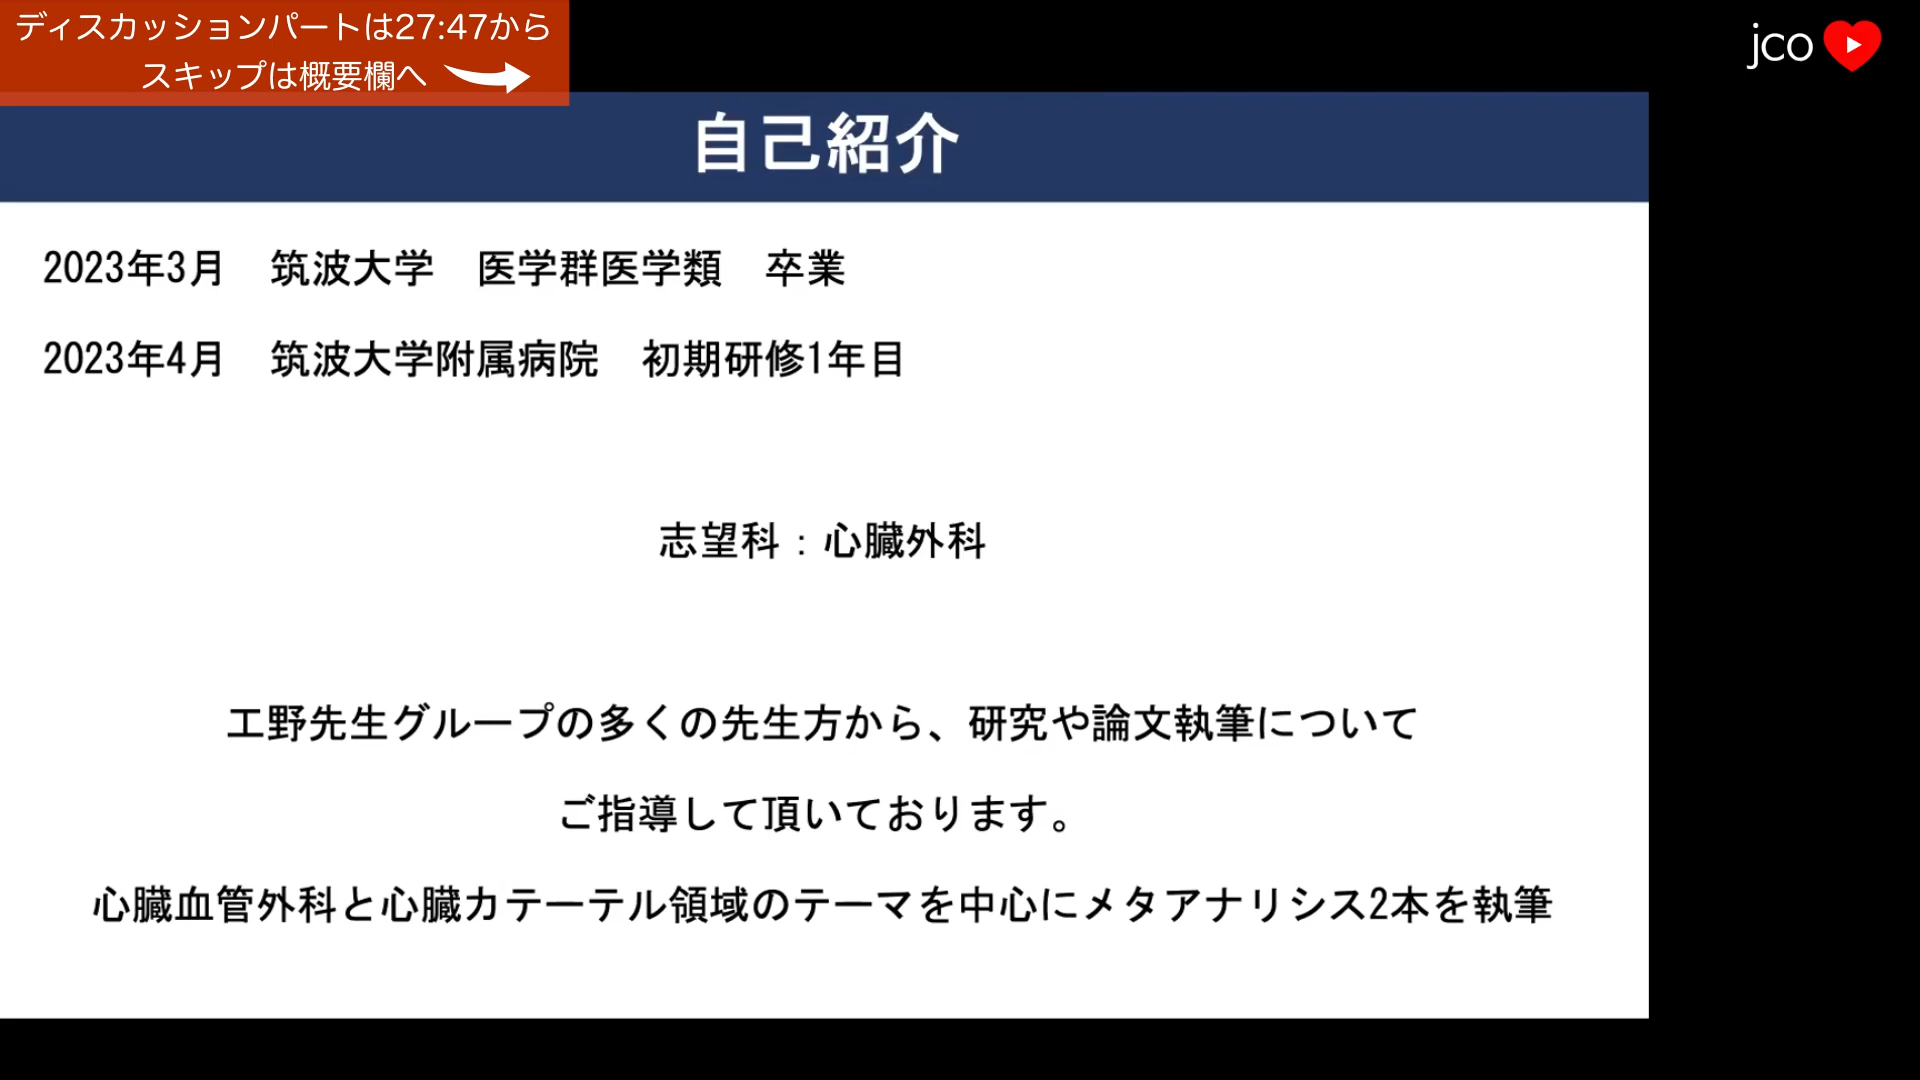 ディスカッションパートは27:47から
スキップは概要欄へ
jco
自己紹介
2023年3月　筑波大学　医学群医学類　卒業
2023年4月　筑波大学附属病院　初期研修1年目
志望科：心臓外科
工野先生グループの多くの先生方から、研究や論文執筆について
ご指導して頂いております。
心臓血管外科と心臓カテーテル領域のテーマを中心にメタアナリシス2本を執筆